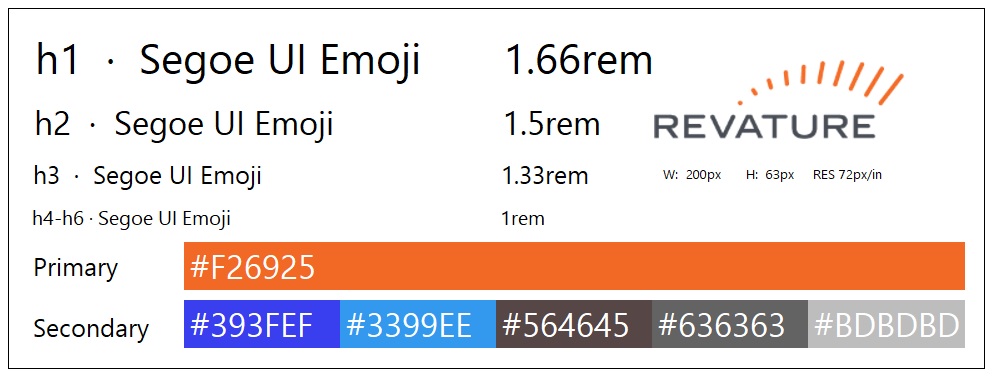 h1 · Segoe UI Emoji 1.66rem
h2 · Segoe UI Emoji 1.5rem
REVATURE
h3 · Segoe UI Emoji 1.33rem
W: 200px H: 63px RES 72px/in
h4-h6 · Segoe UI Emoji 1rem
Primary #F26925
Secondary #393FEF #3399EE #564645 #636363 #BDBDBD